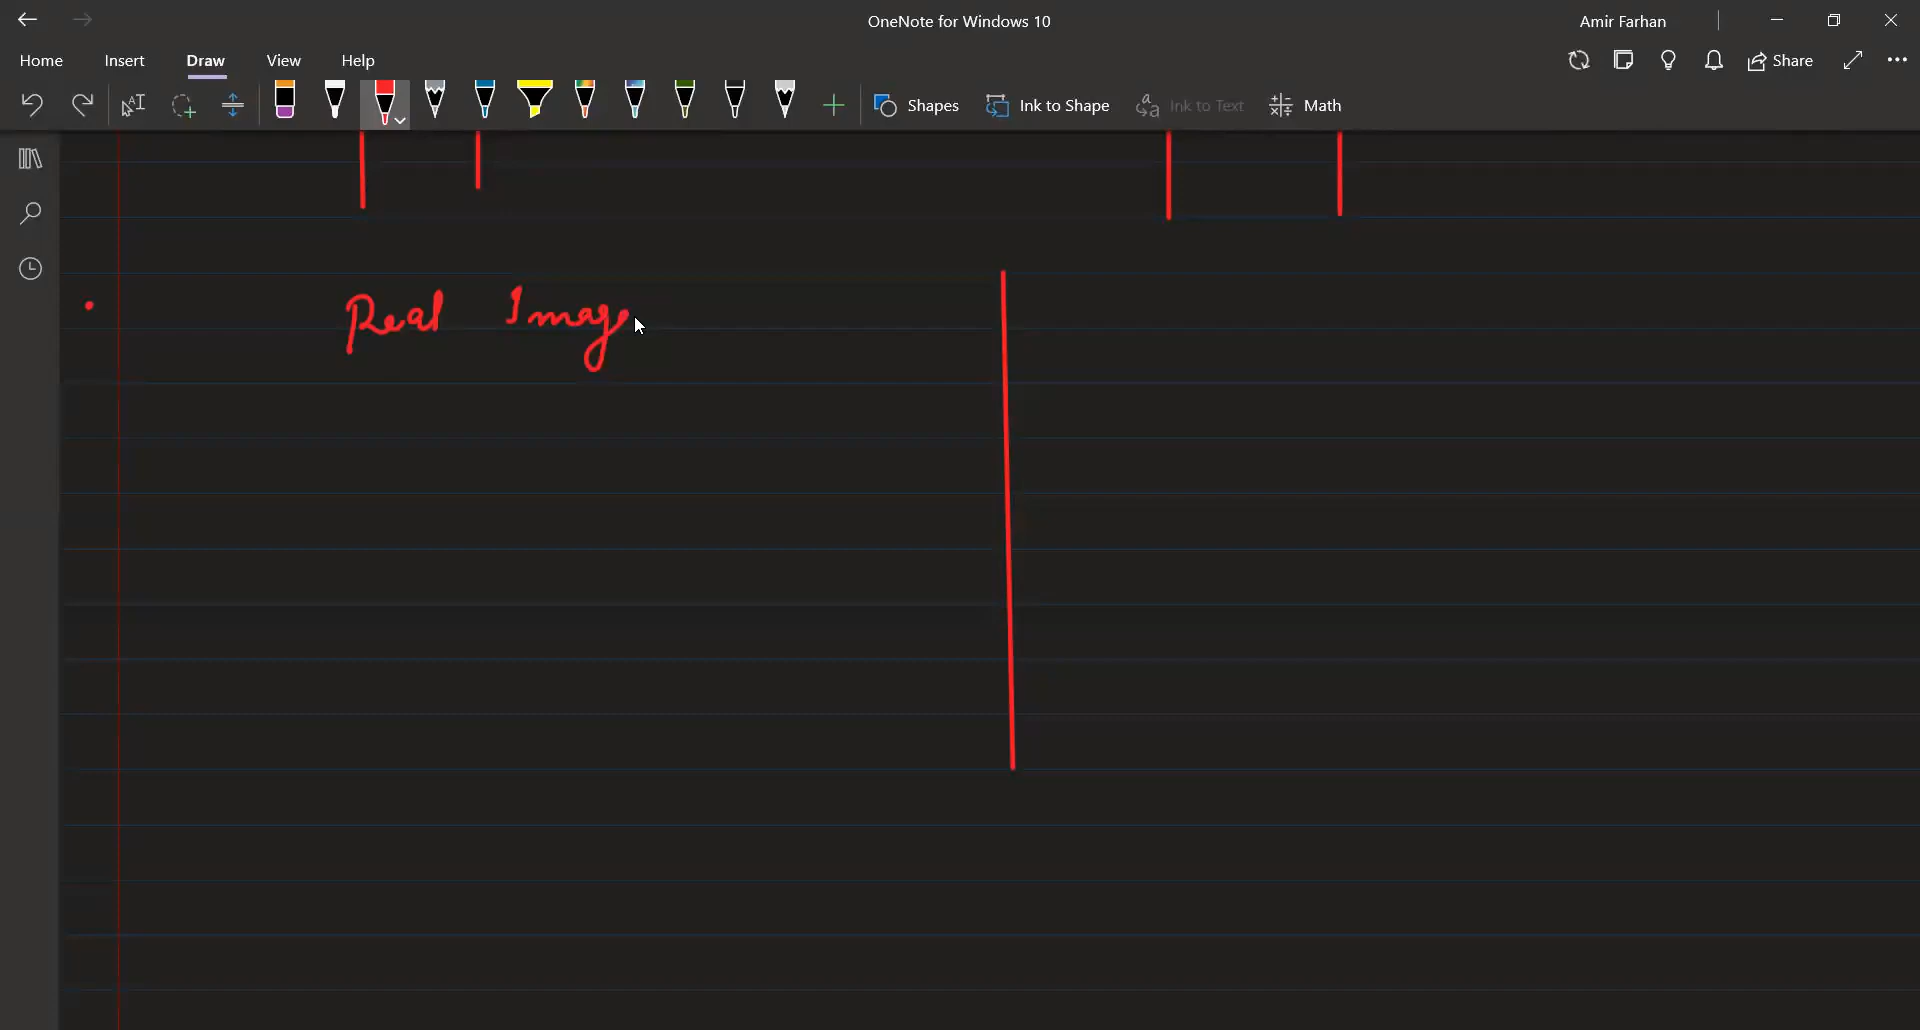 OneNote for Windows 10
Amir Farhan
Home Insert Draw View Help
Share
Shapes Ink to Shape Ink to Text Math
Real Image